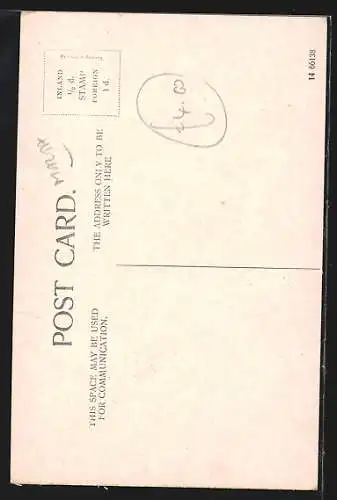 POST CARD.
THIS SPACE MAY BE USED
FOR COMMUNICATION.
THE ADDRESS ONLY TO BE
WRITTEN HERE
INLAND
½ d.
STAMP
FOREIGN
1 d.
14 66138